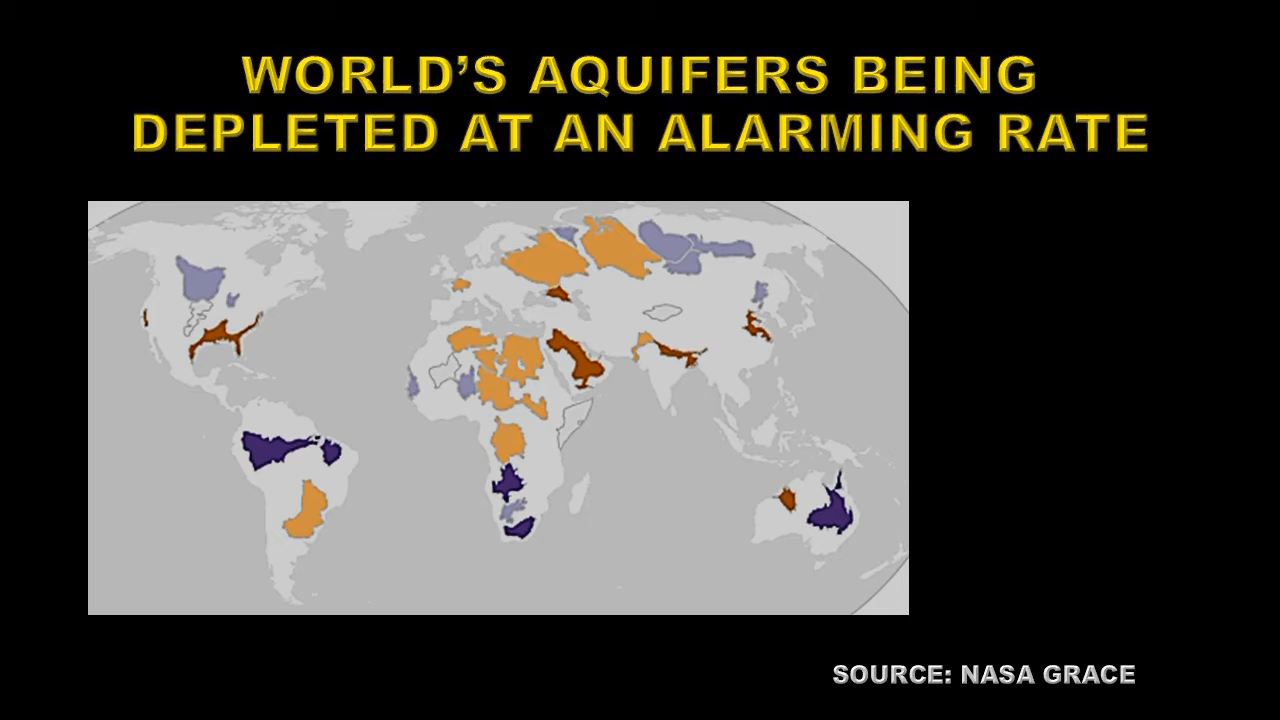 WORLD’S AQUIFERS BEING
DEPLETED AT AN ALARMING RATE
SOURCE: NASA GRACE